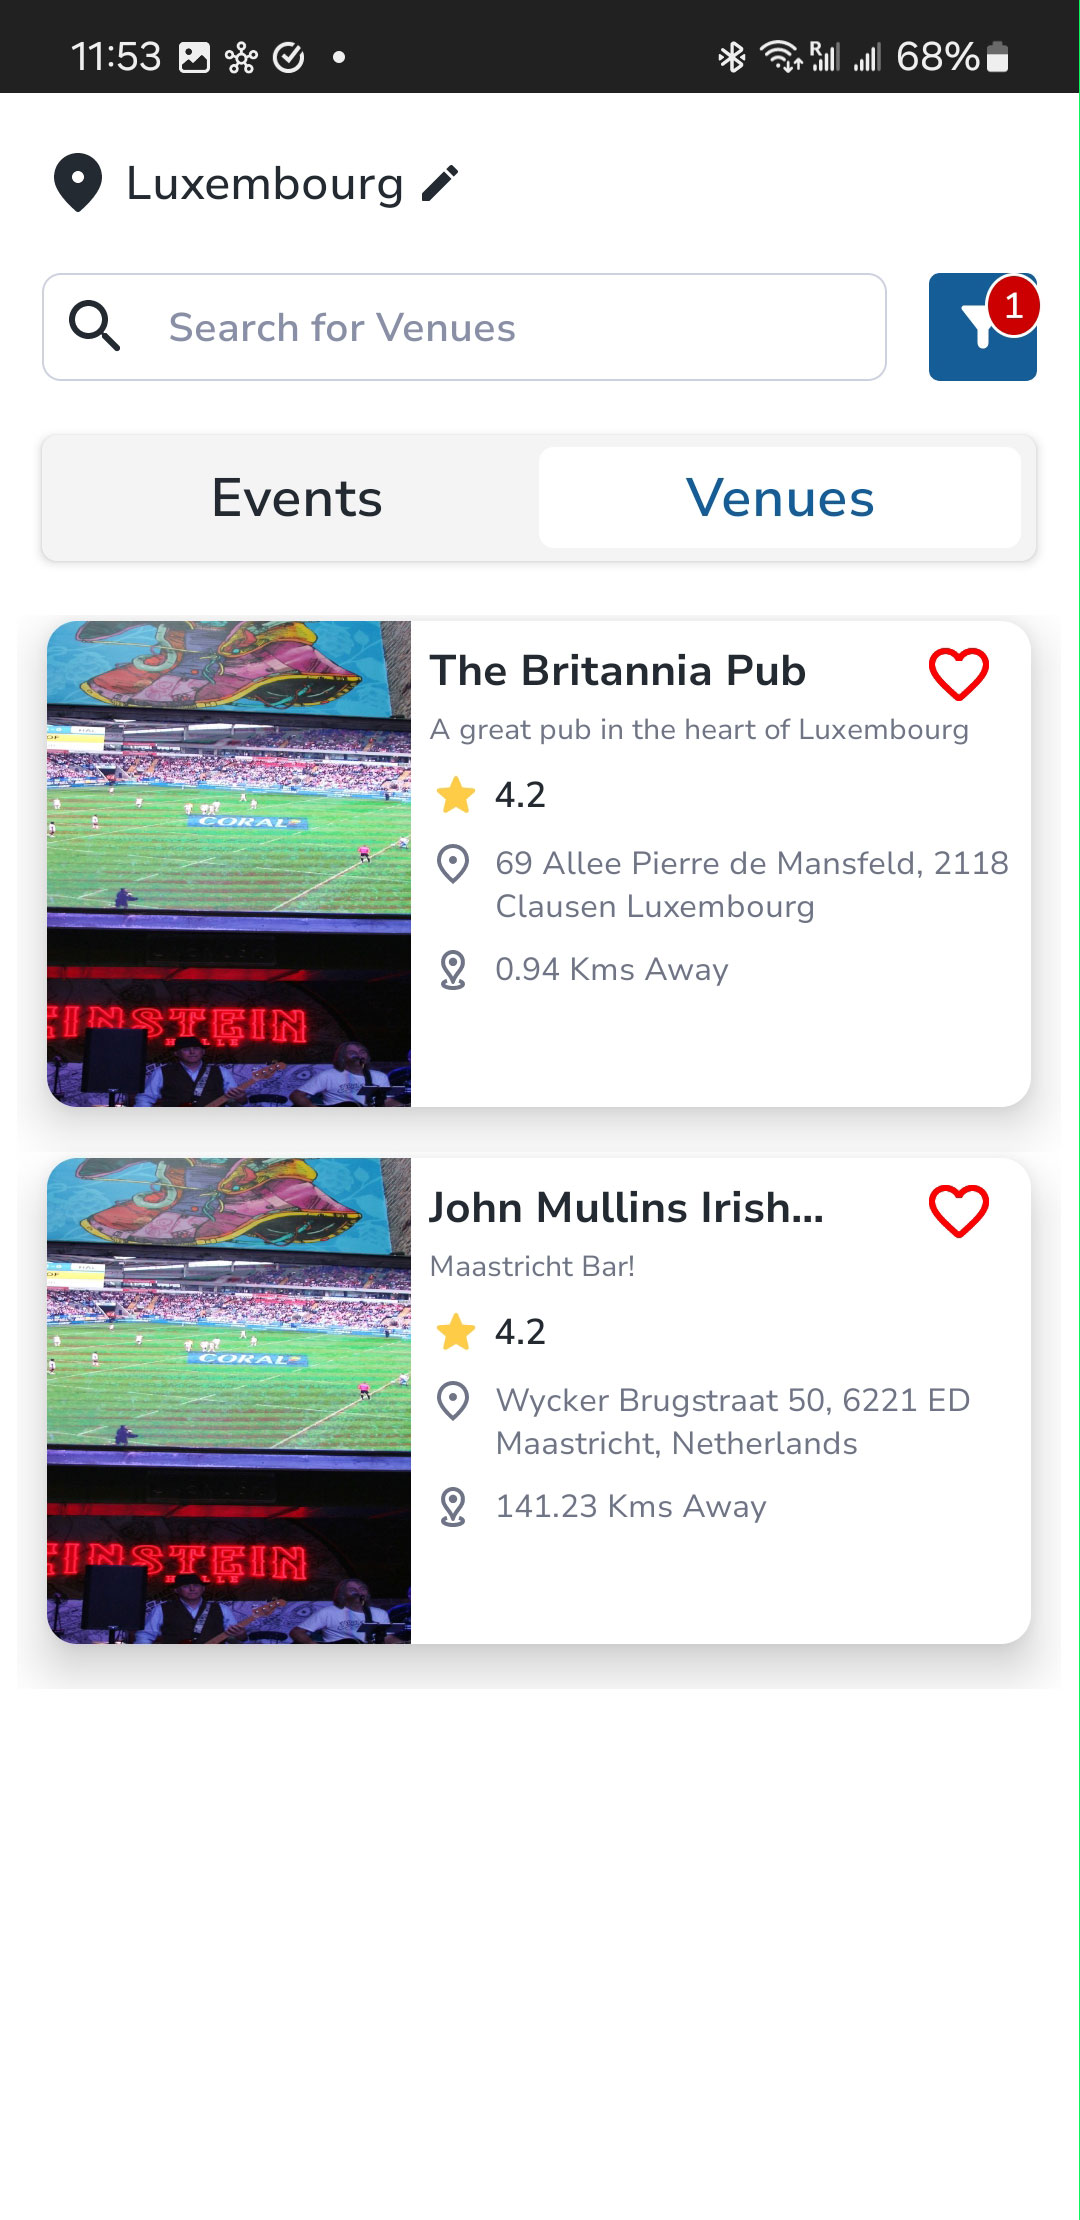 11:53
R
68%
Luxembourg
Search for Venues
1
Events
Venues
The Britannia Pub
A great pub in the heart of Luxembourg
4.2
69 Allee Pierre de Mansfeld, 2118
Clausen Luxembourg
0.94 Kms Away
CORAL
EINSTEIN
John Mullins Irish...
Maastricht Bar!
4.2
Wycker Brugstraat 50, 6221 ED
Maastricht, Netherlands
141.23 Kms Away
CORAL
EINSTEIN